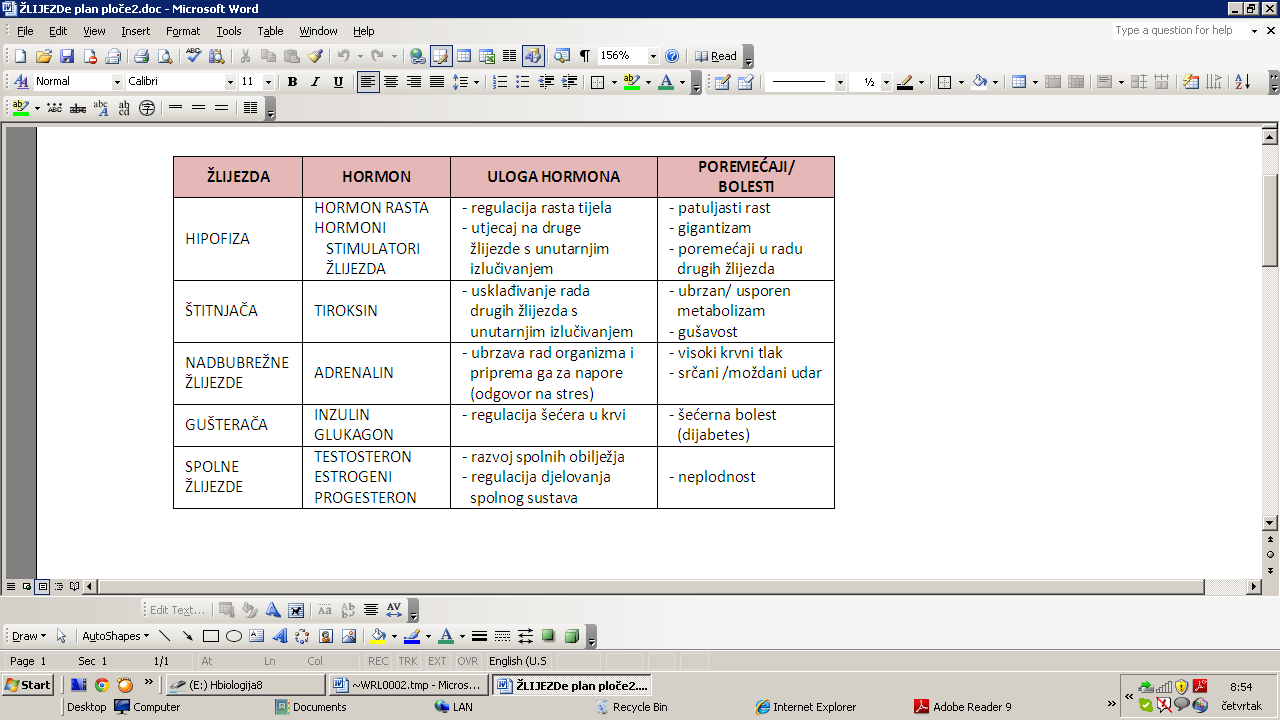 ŽLIJEZDe plan ploče2.doc - Microsoft Word
File Edit View Insert Format Tools Table Window Help
Type a question for help
156%
Read
Normal
Calibri
11
B I U
½
ŽLIJEZDA
HORMON
ULOGA HORMONA
POREMEĆAJI/
BOLESTI
HIPOFIZA
HORMON RASTA
HORMONI
STIMULATORI
ŽLIJEZDA
- regulacija rasta tijela
- utjecaj na druge
žlijezde s unutarnjim
izlučivanjem
- patuljasti rast
- gigantizam
- poremećaji u radu
drugih žlijezda
ŠTITNJAČA
TIROKSIN
- usklađivanje rada
drugih žlijezda s
unutarnjim izlučivanjem
- ubrzan/ usporen
metabolizam
- gušavost
NADBUBREŽNE
ŽLIJEZDE
ADRENALIN
- ubrzava rad organizma i
priprema ga za napore
(odgovor na stres)
- visoki krvni tlak
- srčani /moždani udar
GUŠTERAČA
INZULIN
GLUKAGON
- regulacija šećera u krvi
- šećerna bolest
(dijabetes)
SPOLNE
ŽLIJEZDE
TESTOSTERON
ESTROGENI
PROGESTERON
- razvoj spolnih obilježja
- regulacija djelovanja
spolnog sustava
- neplodnost
Edit Text...
Draw AutoShapes
Page 1 Sec 1 1/1 At Ln Col REC TRK EXT OVR English (U.S
Start
(E:) Hbiologija8
~WRL0002.tmp - Micros...
ŽLIJEZDe plan ploče2....
8:54
Desktop Computer Documents LAN Recycle Bin Internet Explorer Adobe Reader 9
četvrtak